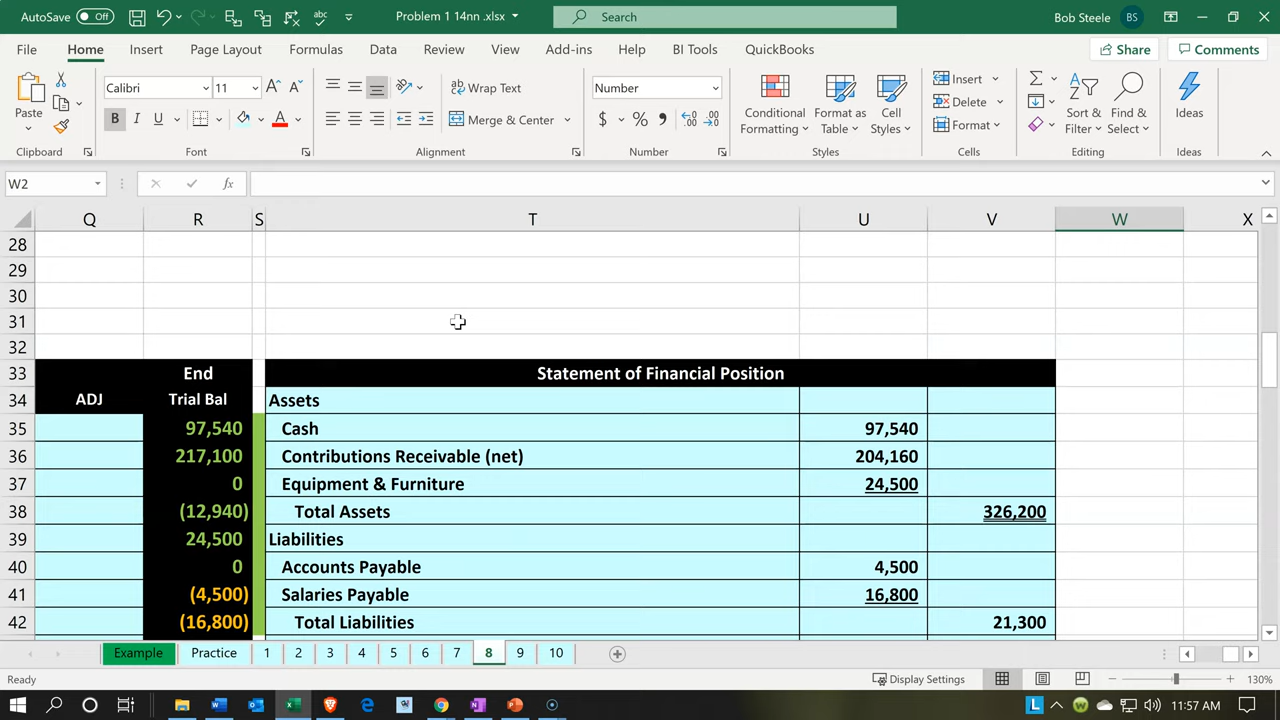 AutoSave Off Problem 1 14nn .xlsx Search Bob Steele BS
File Home Insert Page Layout Formulas Data Review View Add-ins Help BI Tools QuickBooks Share Comments
Paste Calibri 11 Wrap Text Number Conditional Formatting Format as Table Cell Styles Insert Sort & Filter Find & Select Ideas
B I U A Merge & Center $ % Delete
Format
Clipboard Font Alignment Number Styles Cells Editing Ideas
W2 fx
Q R S T U V W X
28
29
30
31
32
33 End Statement of Financial Position
34 ADJ Trial Bal Assets
35 97,540 Cash 97,540
36 217,100 Contributions Receivable (net) 204,160
37 0 Equipment & Furniture 24,500
38 (12,940) Total Assets 326,200
39 24,500 Liabilities
40 0 Accounts Payable 4,500
41 (4,500) Salaries Payable 16,800
42 (16,800) Total Liabilities 21,300
Example Practice 1 2 3 4 5 6 7 8 9 10
Ready Display Settings 130%
11:57 AM